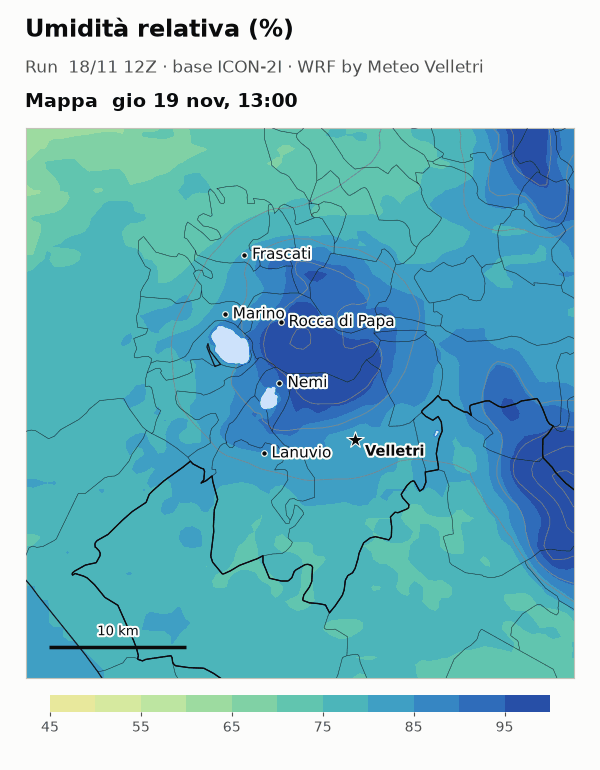 Umidità relativa (%)
Run  18/11 12Z · base ICON-2I · WRF by Meteo Velletri
Mappa  gio 19 nov, 13:00
Frascati
Marino
Rocca di Papa
Nemi
Velletri
Lanuvio
10 km
45 55 65 75 85 95